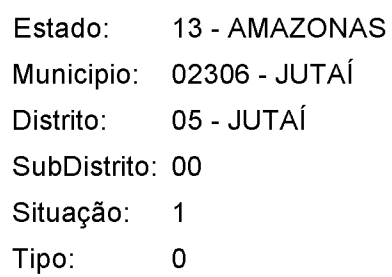 Estado: 13 - AMAZONAS
Municipio: 02306 - JUTAÍ
Distrito: 05 - JUTAÍ
SubDistrito: 00
Situação: 1
Tipo: 0